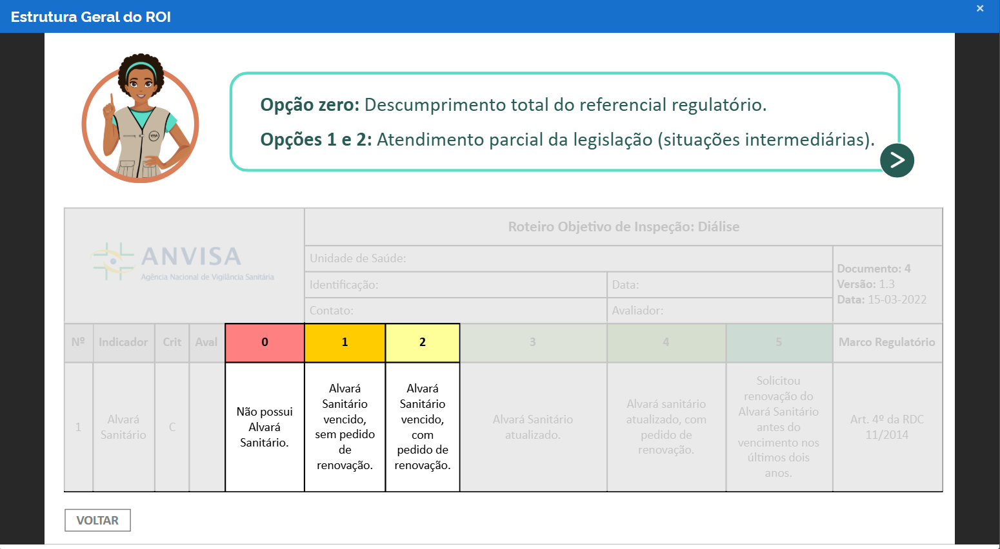 Estrutura Geral do ROI
×
VISA
Opção zero: Descumprimento total do referencial regulatório.
Opções 1 e 2: Atendimento parcial da legislação (situações intermediárias).
>
ANVISA
Agência Nacional de Vigilância Sanitária
Roteiro Objetivo de Inspeção: Diálise
Unidade de Saúde:
Identificação:
Data:
Contato:
Avaliador:
Documento: 4
Versão: 1.3
Data: 15-03-2022
Nº Indicador Crit Aval 0 1 2 3 4 5 Marco Regulatório
1
Alvará
Sanitário
C
Não possui
Alvará
Sanitário.
Alvará
Sanitário
vencido,
sem pedido
de
renovação.
Alvará
Sanitário
vencido,
com
pedido de
renovação.
Alvará Sanitário
atualizado.
Alvará sanitário
atualizado, com
pedido de
renovação.
Solicitou
renovação do
Alvará Sanitário
antes do
vencimento nos
últimos dois
anos.
Art. 4º da RDC
11/2014
VOLTAR